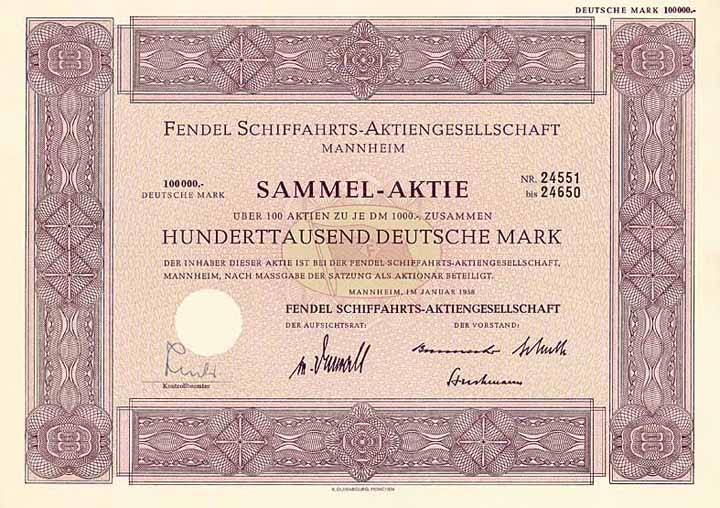 DEUTSCHE MARK 100000.-
FENDEL SCHIFFAHRTS-AKTIENGESELLSCHAFT
MANNHEIM
100000,-
DEUTSCHE MARK
SAMMEL-AKTIE
NR. 24551
bis 24650
ÜBER 100 AKTIEN ZU JE DM 1000.- ZUSAMMEN
HUNDERTTAUSEND DEUTSCHE MARK
DER INHABER DIESER AKTIE IST BEI DER FENDEL SCHIFFAHRTS-AKTIENGESELLSCHAFT,
MANNHEIM, NACH MASSGABE DER SATZUNG ALS AKTIONÄR BETEILIGT.
MANNHEIM, IM JANUAR 1958
FENDEL SCHIFFAHRTS-AKTIENGESELLSCHAFT
DER AUFSICHTSRAT:
DER VORSTAND:
Kontrollbeamter
R. OLDENBOURG, MÜNCHEN